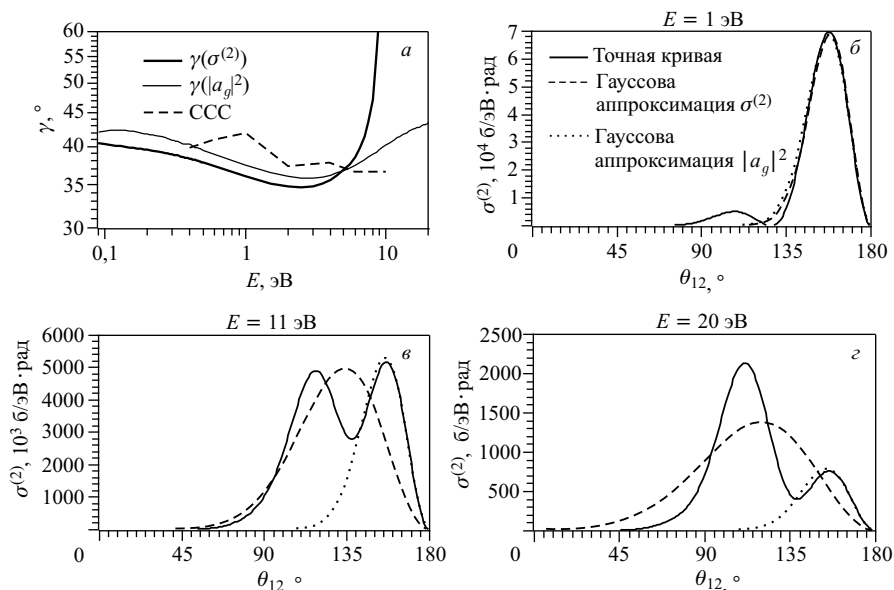 60
55
50
45
40
35
30
γ, °
а
γ(σ⁽²⁾)
γ(|a_g|²)
CCC
0,1
1
10
E, эВ
E = 1 эВ
б
7
6
5
4
3
2
1
0
σ⁽²⁾, 10⁴ б/эВ·рад
Точная кривая
Гауссова
аппроксимация σ⁽²⁾
Гауссова
аппроксимация |a_g|²
45
90
135
180
θ₁₂, °
E = 11 эВ
в
6000
5000
4000
3000
2000
1000
0
σ⁽²⁾, 10³ б/эВ·рад
45
90
135
180
θ₁₂, °
E = 20 эВ
г
2500
2000
1500
1000
500
0
σ⁽²⁾, б/эВ·рад
45
90
135
180
θ₁₂, °